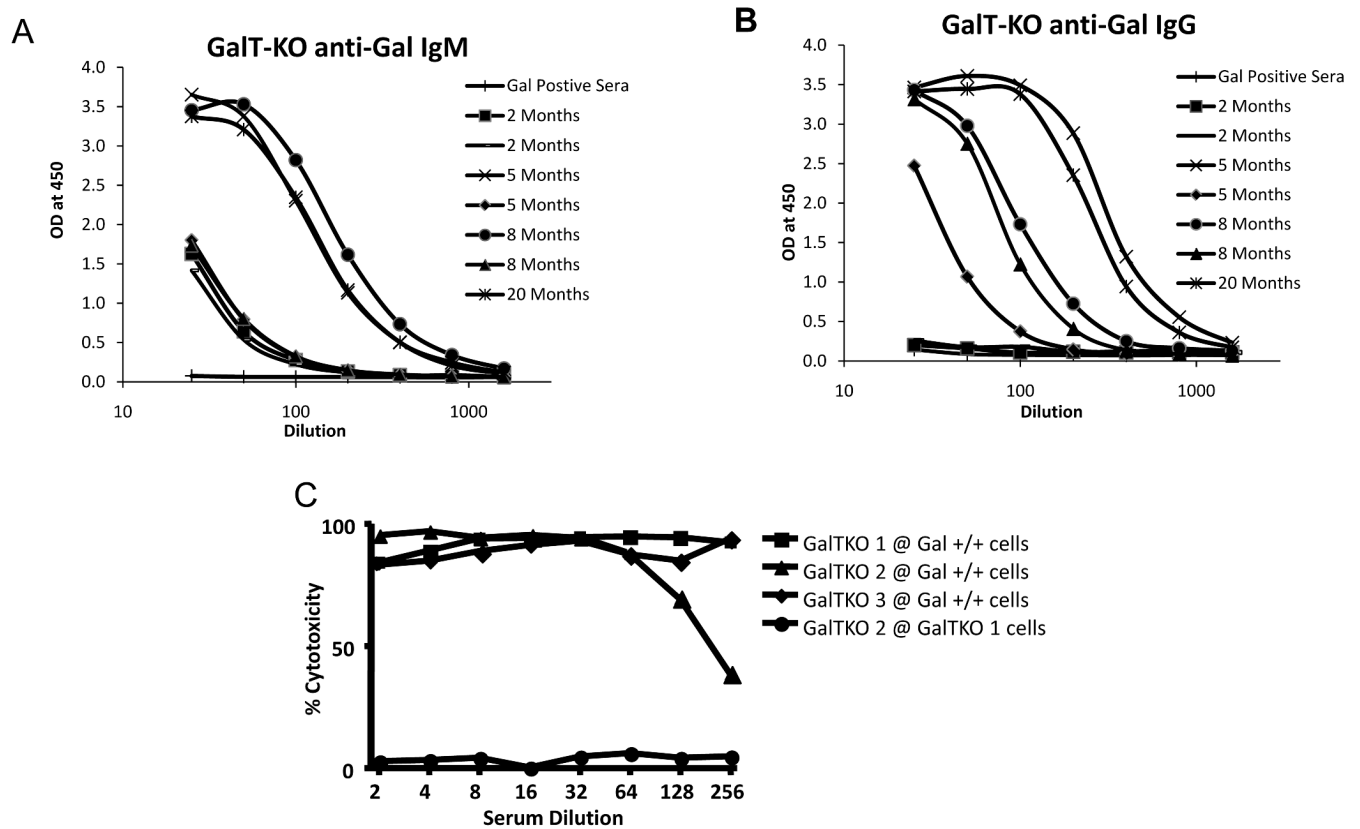 A
GalT-KO anti-Gal IgM
4.0
3.5
3.0
2.5
2.0
1.5
1.0
0.5
0.0
OD at 450
10
100
1000
Dilution
Gal Postive Sera
2 Months
2 Months
5 Months
5 Months
8 Months
8 Months
20 Months
B
GalT-KO anti-Gal IgG
4.0
3.5
3.0
2.5
2.0
1.5
1.0
0.5
0.0
OD at 450
10
100
1000
Dilution
Gal Positive Sera
2 Months
2 Months
5 Months
5 Months
8 Months
8 Months
20 Months
C
100
50
0
% Cytotoxicity
2 4 8 16 32 64 128 256
Serum Dilution
GalTKO 1 @ Gal +/+ cells
GalTKO 2 @ Gal +/+ cells
GalTKO 3 @ Gal +/+ cells
GalTKO 2 @ GalTKO 1 cells